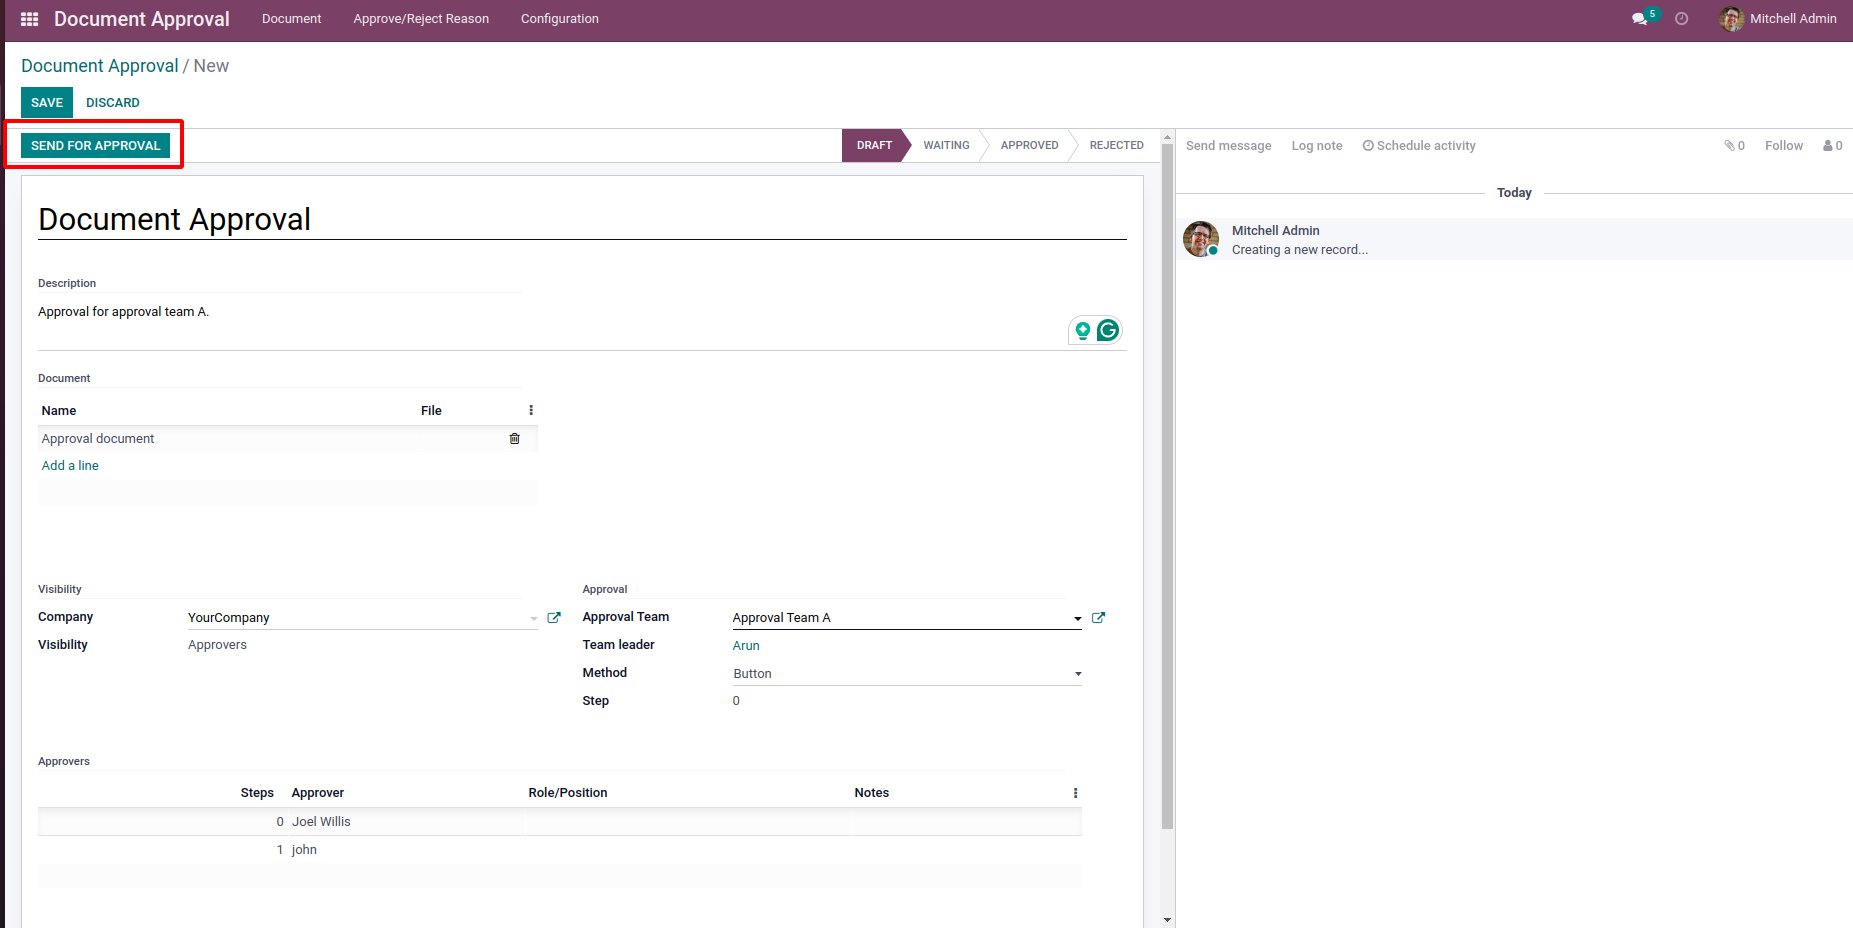 Document Approval Document Approve/Reject Reason Configuration 5 Mitchell Admin
Document Approval / New
SAVE DISCARD
SEND FOR APPROVAL DRAFT WAITING APPROVED REJECTED Send message Log note Schedule activity 0 Follow 0
Today
Document Approval
Mitchell Admin
Creating a new record...
Description
Approval for approval team A.
Document
Name File
Approval document
Add a line
Visibility
Company YourCompany
Visibility Approvers
Approval
Approval Team Approval Team A
Team leader Arun
Method Button
Step 0
Approvers
Steps Approver Role/Position Notes
0 Joel Willis
1 john